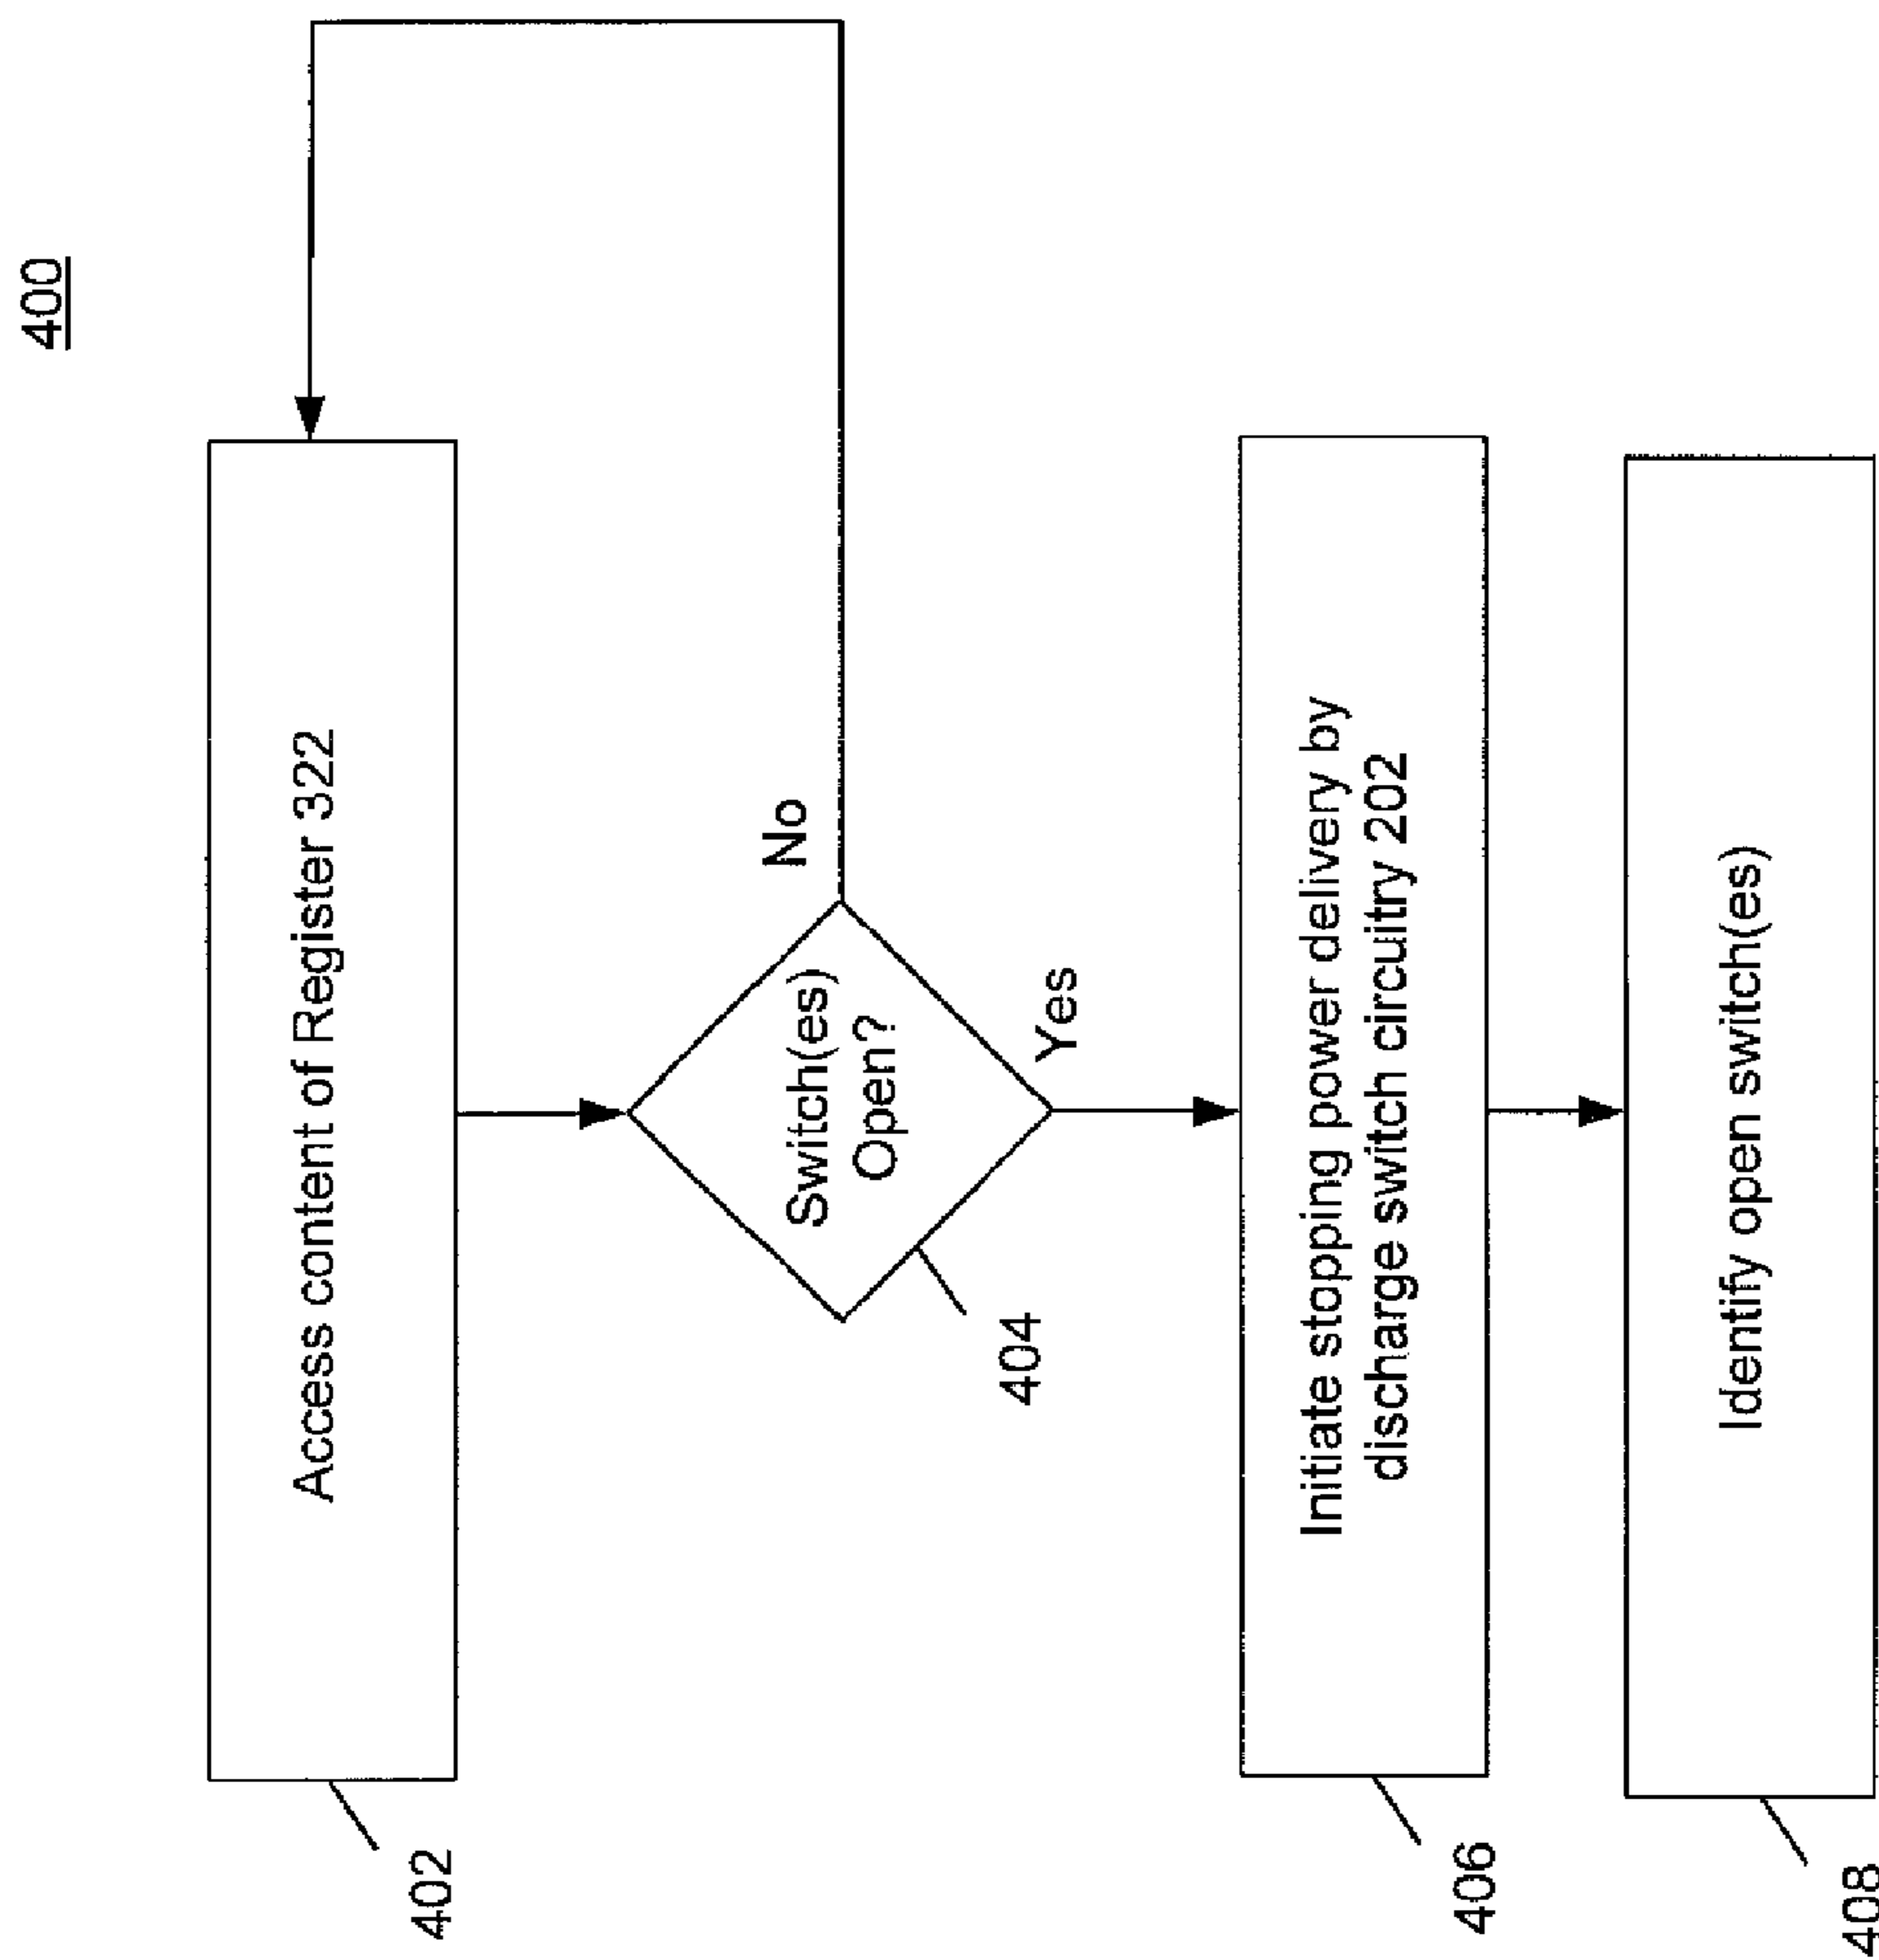 400
Access content of Register 322
402
Switch(es)
Open?
No
Yes
404
Initiate stopping power delivery by
discharge switch circuitry 202
406
Identify open switch(es)
408